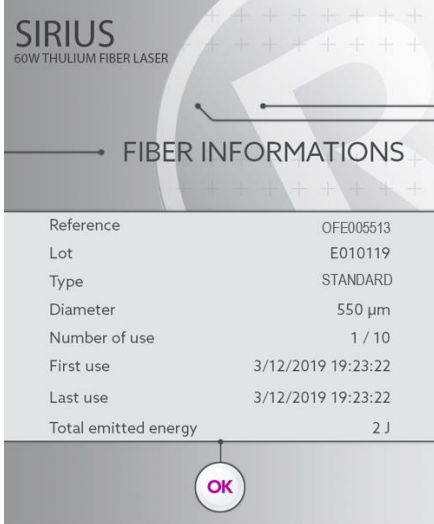 SIRIUS
60W THULIUM FIBER LASER
FIBER INFORMATIONS
Reference OFE005513
Lot E010119
Type STANDARD
Diameter 550 µm
Number of use 1 / 10
First use 3/12/2019 19:23:22
Last use 3/12/2019 19:23:22
Total emitted energy 2 J
OK